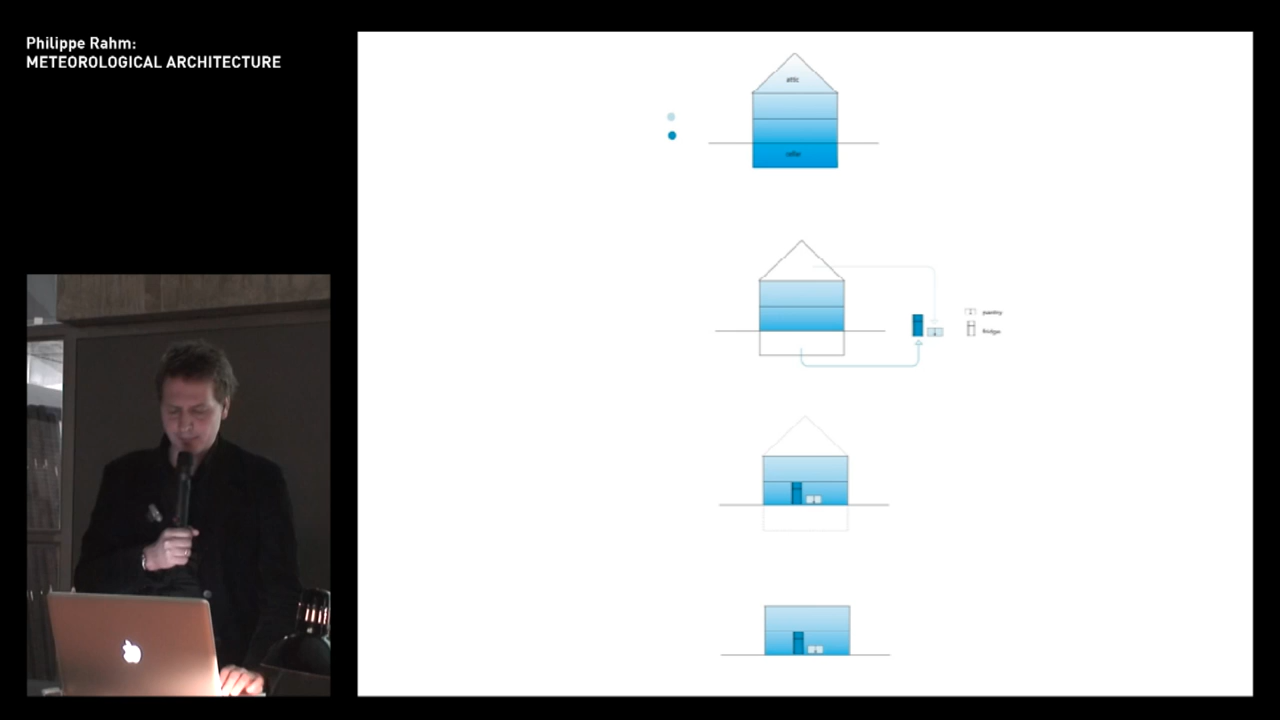 Philippe Rahm:
METEOROLOGICAL ARCHITECTURE
attic
cellar
pantry
fridge